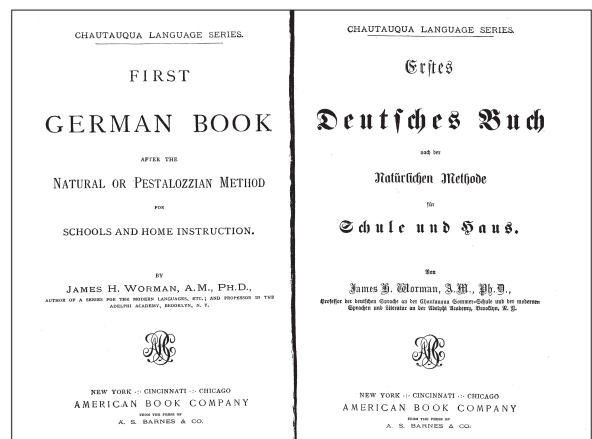 CHAUTAUQUA LANGUAGE SERIES.
FIRST
GERMAN BOOK
AFTER THE
NATURAL OR PESTALOZZIAN METHOD
FOR
SCHOOLS AND HOME INSTRUCTION.
BY
JAMES H. WORMAN, A.M., PH.D.,
AUTHOR OF A SERIES FOR THE MODERN LANGUAGES, ETC.; AND PROFESSOR IN THE
ADELPHI ACADEMY, BROOKLYN, N. Y.
NEW YORK ·:· CINCINNATI ·:· CHICAGO
AMERICAN BOOK COMPANY
FROM THE PRESS OF
A. S. BARNES & CO.
CHAUTAUQUA LANGUAGE SERIES.
Erstes
Deutsches Buch
nach der
Natürlichen Methode
für
Schule und Haus.
Von
James H. Worman, A.M., Ph.D.,
Professor der deutschen Sprache an der Chautauqua Sommer-Schule und der modernen
Sprachen und Literatur an der Adelphi Academy, Brooklyn, N. Y.
NEW YORK ·:· CINCINNATI ·:· CHICAGO
AMERICAN BOOK COMPANY
FROM THE PRESS OF
A. S. BARNES & CO.